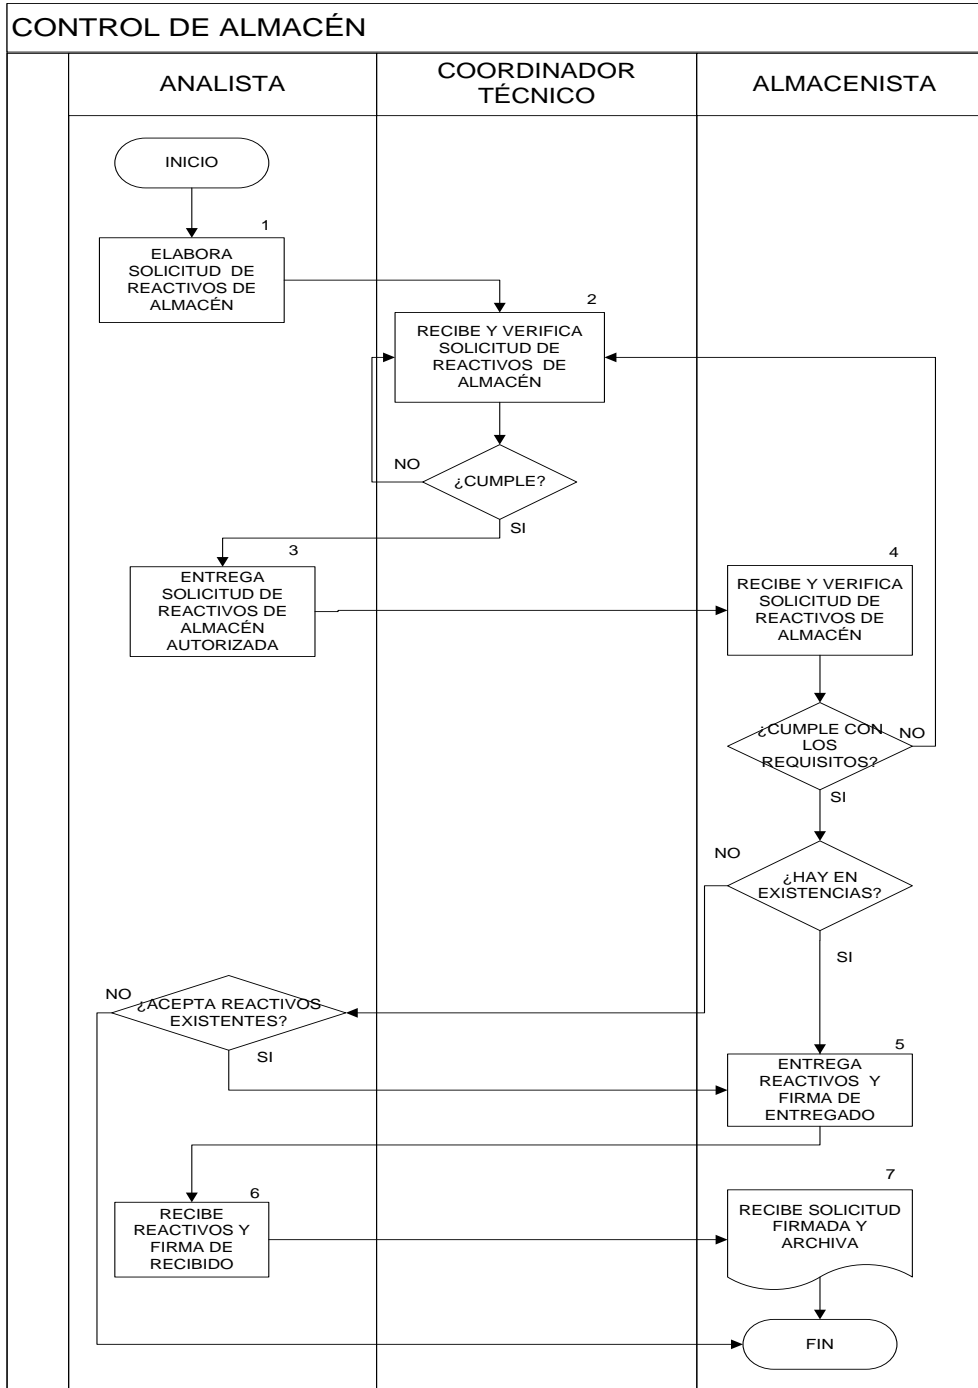 CONTROL DE ALMACÉN
ANALISTA
COORDINADOR
TÉCNICO
ALMACENISTA
INICIO
1
ELABORA
SOLICITUD DE
REACTIVOS DE
ALMACÉN
2
RECIBE Y VERIFICA
SOLICITUD DE
REACTIVOS DE
ALMACÉN
NO
¿CUMPLE?
SI
3
ENTREGA
SOLICITUD DE
REACTIVOS DE
ALMACÉN
AUTORIZADA
4
RECIBE Y VERIFICA
SOLICITUD DE
REACTIVOS DE
ALMACÉN
¿CUMPLE CON
LOS
REQUISITOS?
NO
SI
NO
¿HAY EN
EXISTENCIAS?
SI
NO
¿ACEPTA REACTIVOS
EXISTENTES?
SI
5
ENTREGA
REACTIVOS Y
FIRMA DE
ENTREGADO
6
RECIBE
REACTIVOS Y
FIRMA DE
RECIBIDO
7
RECIBE SOLICITUD
FIRMADA Y
ARCHIVA
FIN